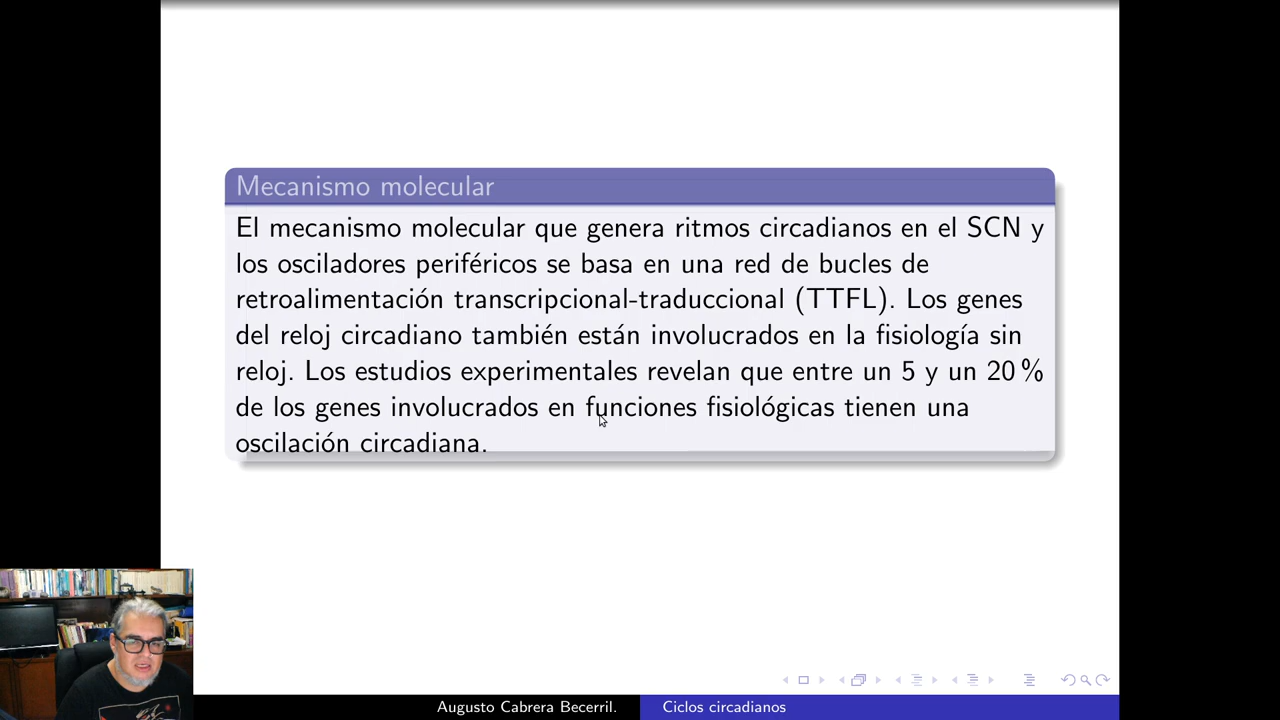 Mecanismo molecular
El mecanismo molecular que genera ritmos circadianos en el SCN y
los osciladores periféricos se basa en una red de bucles de
retroalimentación transcripcional-traduccional (TTFL). Los genes
del reloj circadiano también están involucrados en la fisiología sin
reloj. Los estudios experimentales revelan que entre un 5 y un 20 %
de los genes involucrados en funciones fisiológicas tienen una
oscilación circadiana.
Augusto Cabrera Becerril.
Ciclos circadianos